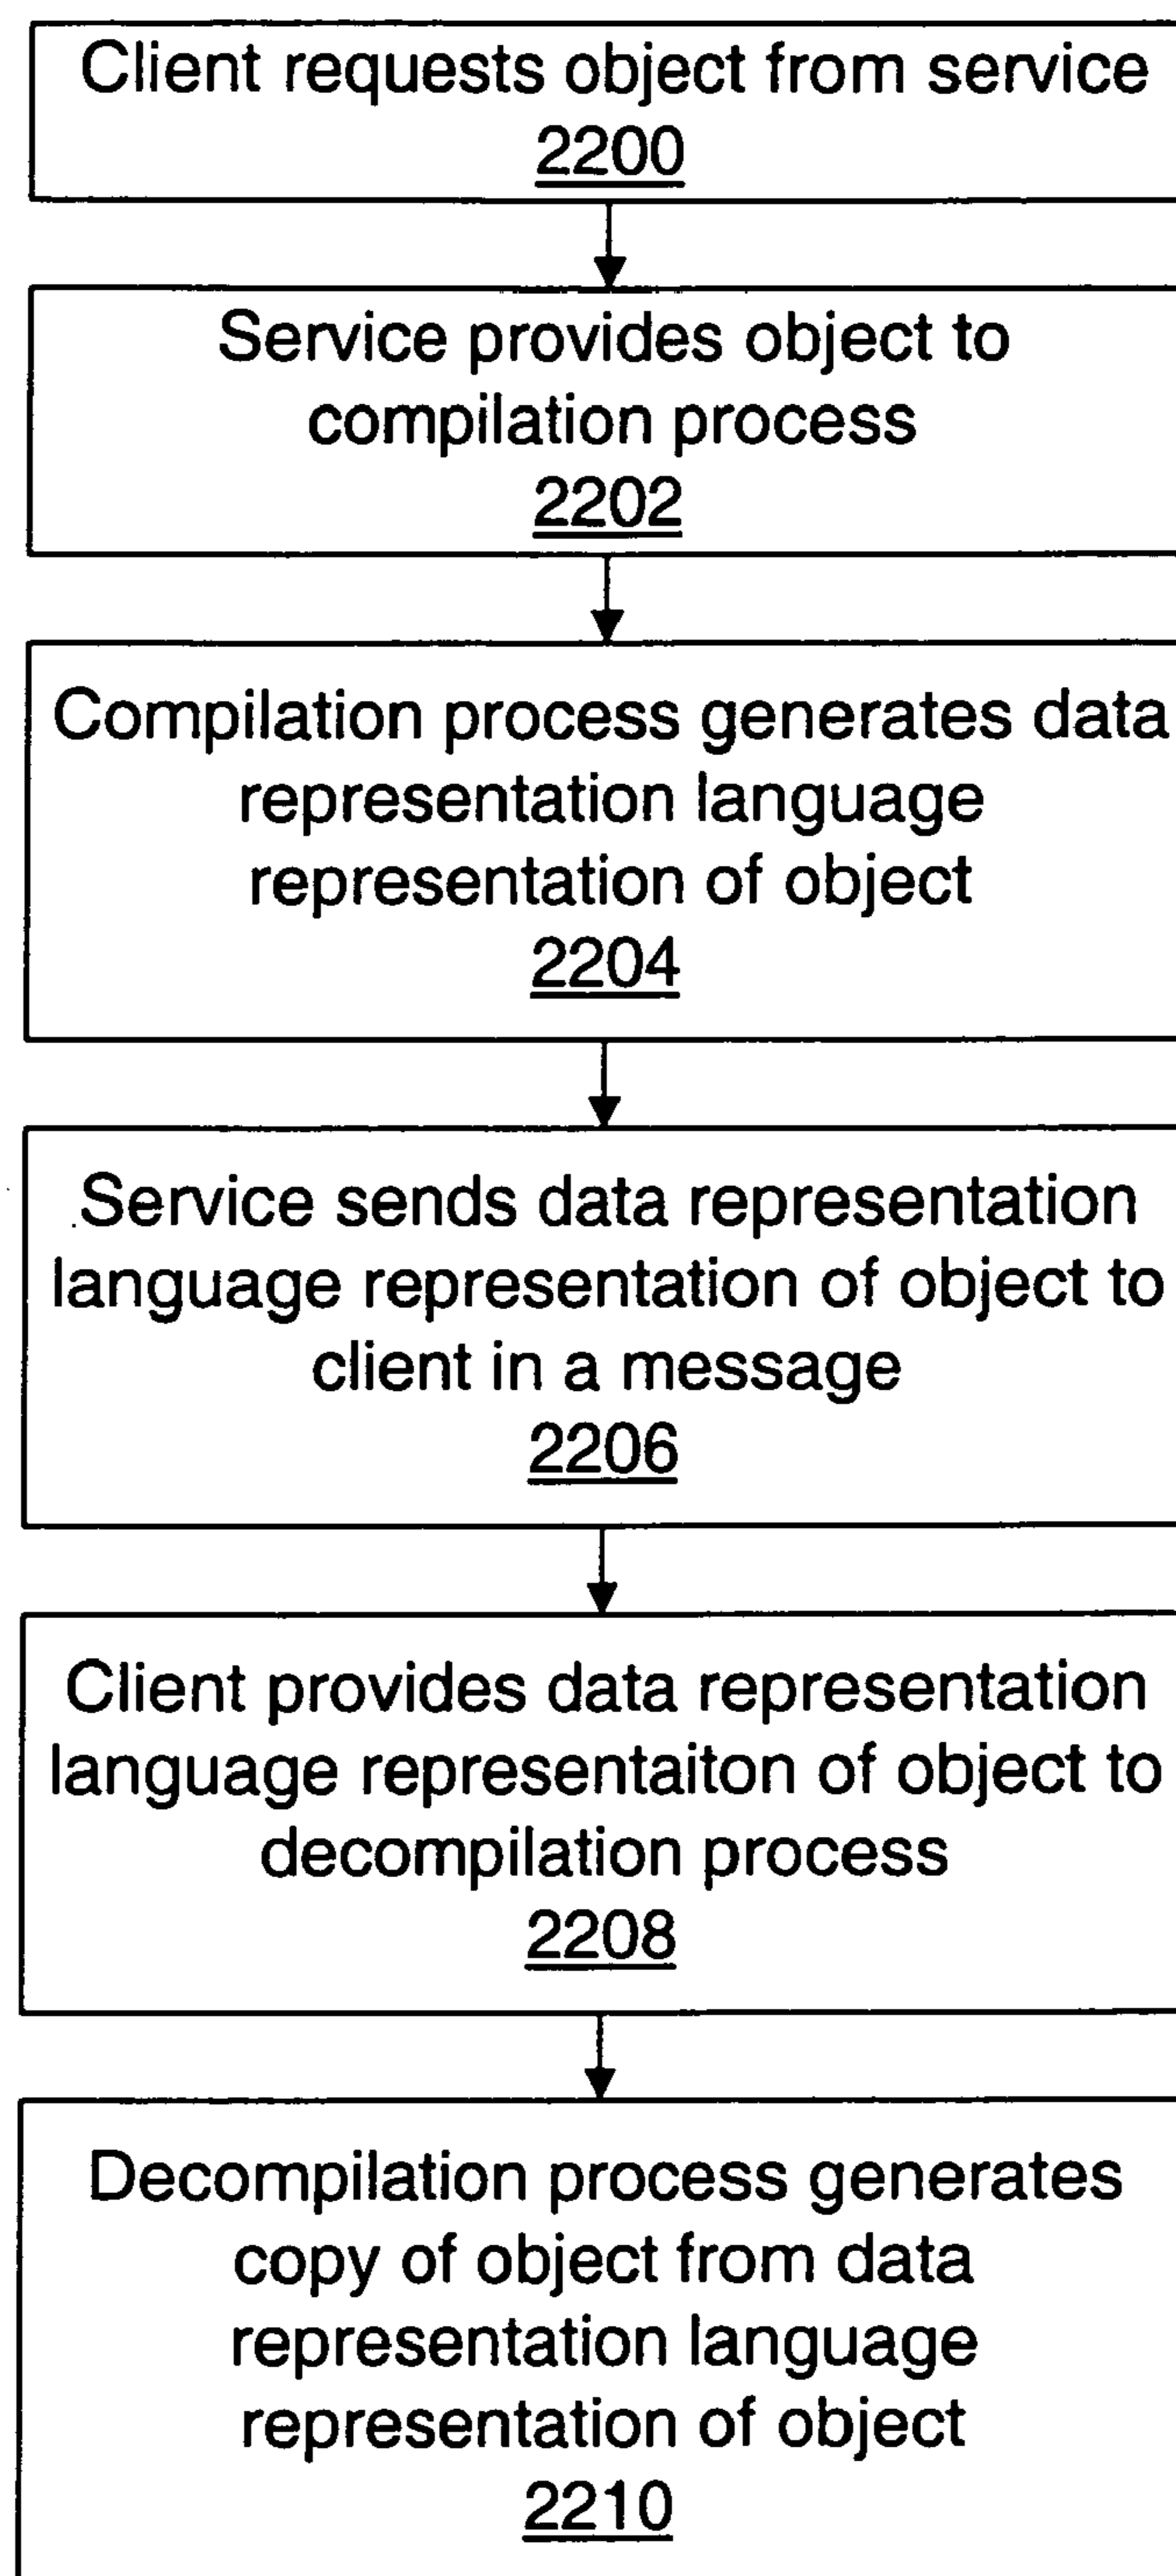 Client requests object from service
2200
Service provides object to
compilation process
2202
Compilation process generates data
representation language
representation of object
2204
Service sends data representation
language representation of object to
client in a message
2206
Client provides data representation
language representaiton of object to
decompilation process
2208
Decompilation process generates
copy of object from data
representation language
representation of object
2210